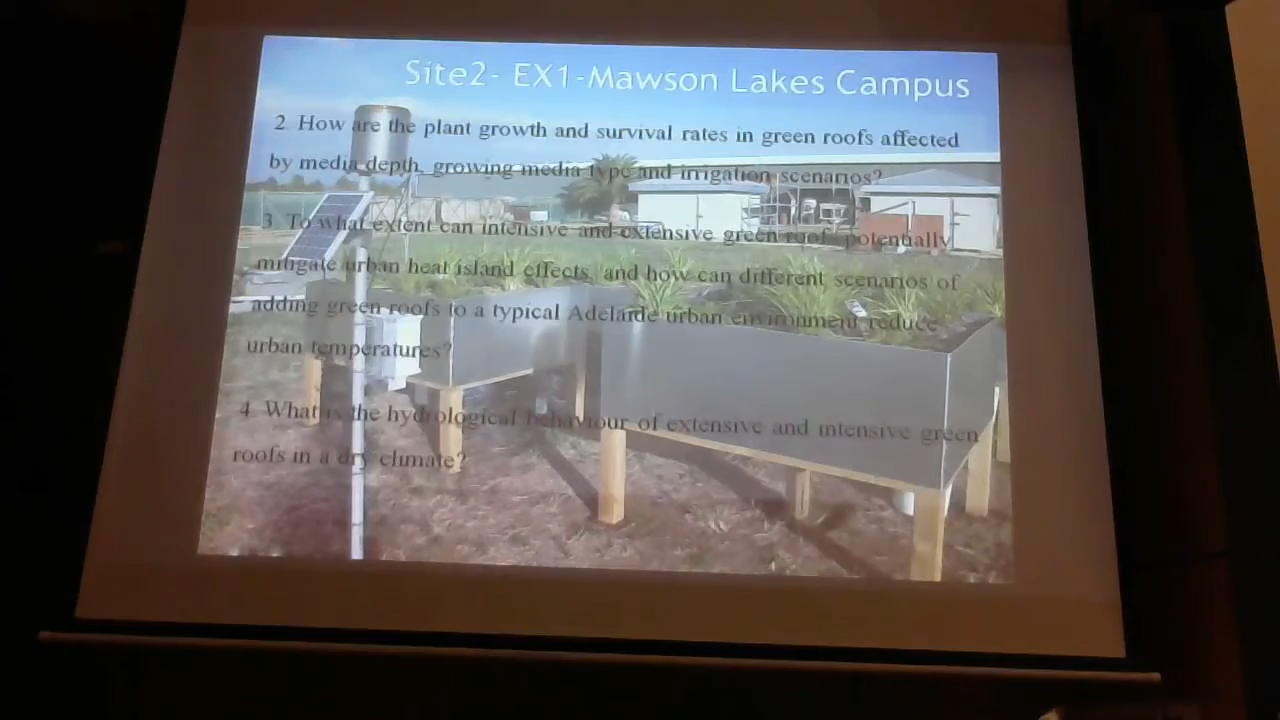 Site2- EX1-Mawson Lakes Campus
2. How are the plant growth and survival rates in green roofs affected
by media depth, growing media type and irrigation scenarios?
3. To what extent can intensive and extensive green roofs potentially
mitigate urban heat island effects, and how can different scenarios of
adding green roofs to a typical Adelaide urban environment reduce
urban temperatures?
4. What is the hydrological behaviour of extensive and intensive green
roofs in a dry climate?